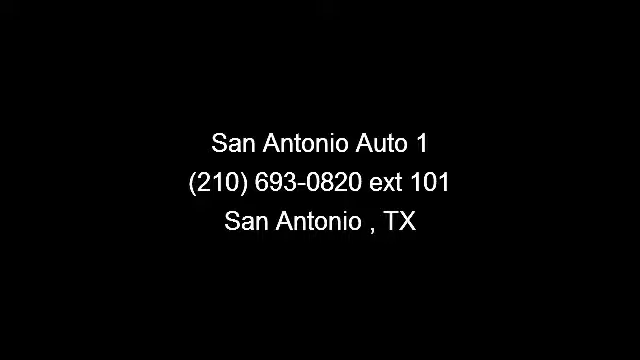 San Antonio Auto 1
(210) 693-0820 ext 101
San Antonio , TX